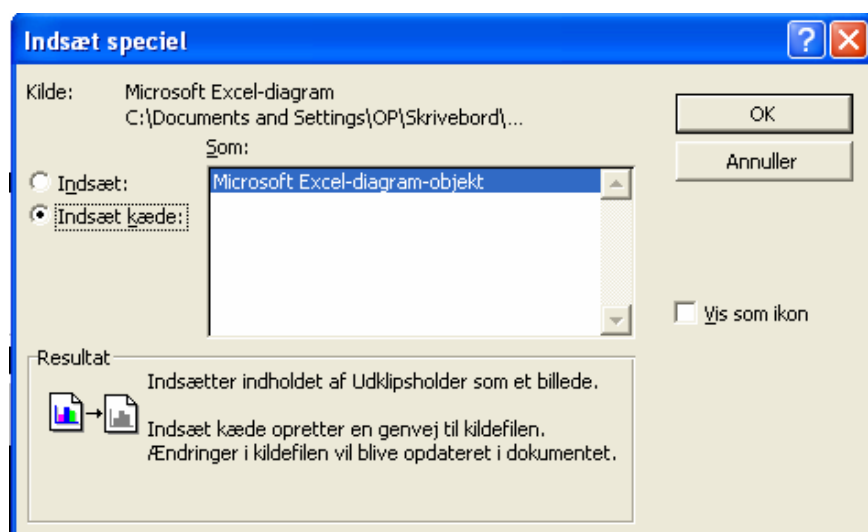 Indsæt speciel
Kilde: Microsoft Excel-diagram
C:\Documents and Settings\OP\Skrivebord\...
Som:
Indsæt:
Indsæt kæde:
Microsoft Excel-diagram-objekt
OK
Annuller
Vis som ikon
Resultat
Indsætter indholdet af Udklipsholder som et billede.
Indsæt kæde opretter en genvej til kildefilen.
Ændringer i kildefilen vil blive opdateret i dokumentet.